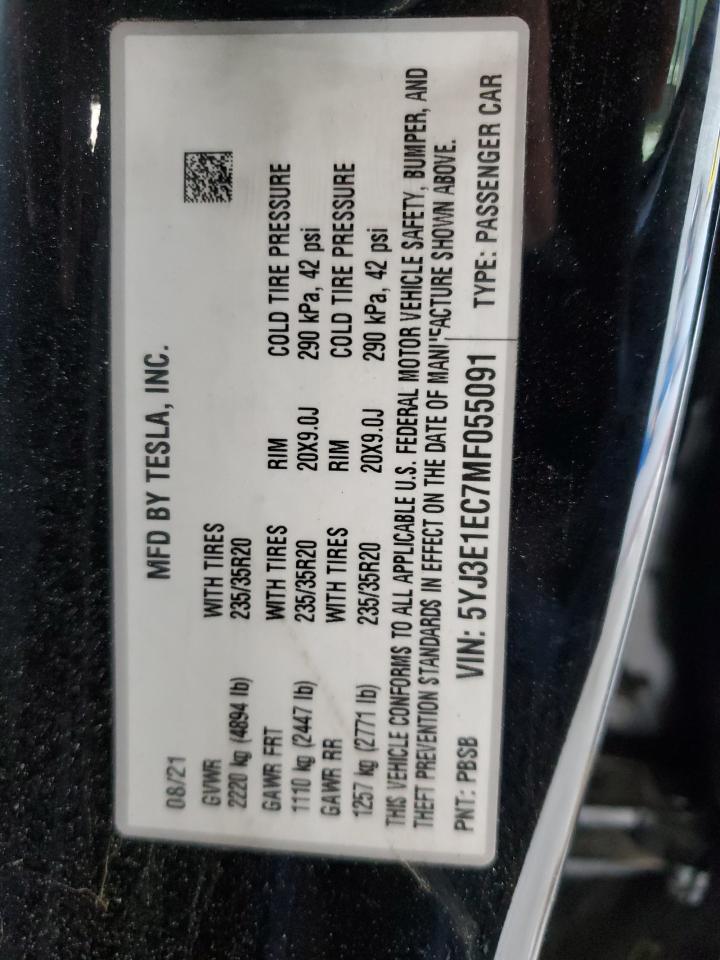 MFD BY TESLA, INC.
08/21
GVWR WITH TIRES
2220 kg (4894 lb) 235/35R20
GAWR FRT WITH TIRES RIM COLD TIRE PRESSURE
1110 kg (2447 lb) 235/35R20 20X9.0J 290 kPa, 42 psi
GAWR RR WITH TIRES RIM COLD TIRE PRESSURE
1257 kg (2771 lb) 235/35R20 20X9.0J 290 kPa, 42 psi
THIS VEHICLE CONFORMS TO ALL APPLICABLE U.S. FEDERAL MOTOR VEHICLE SAFETY, BUMPER, AND
THEFT PREVENTION STANDARDS IN EFFECT ON THE DATE OF MANUFACTURE SHOWN ABOVE.
PNT: PBSB VIN: 5YJ3E1EC7MF055091 TYPE: PASSENGER CAR